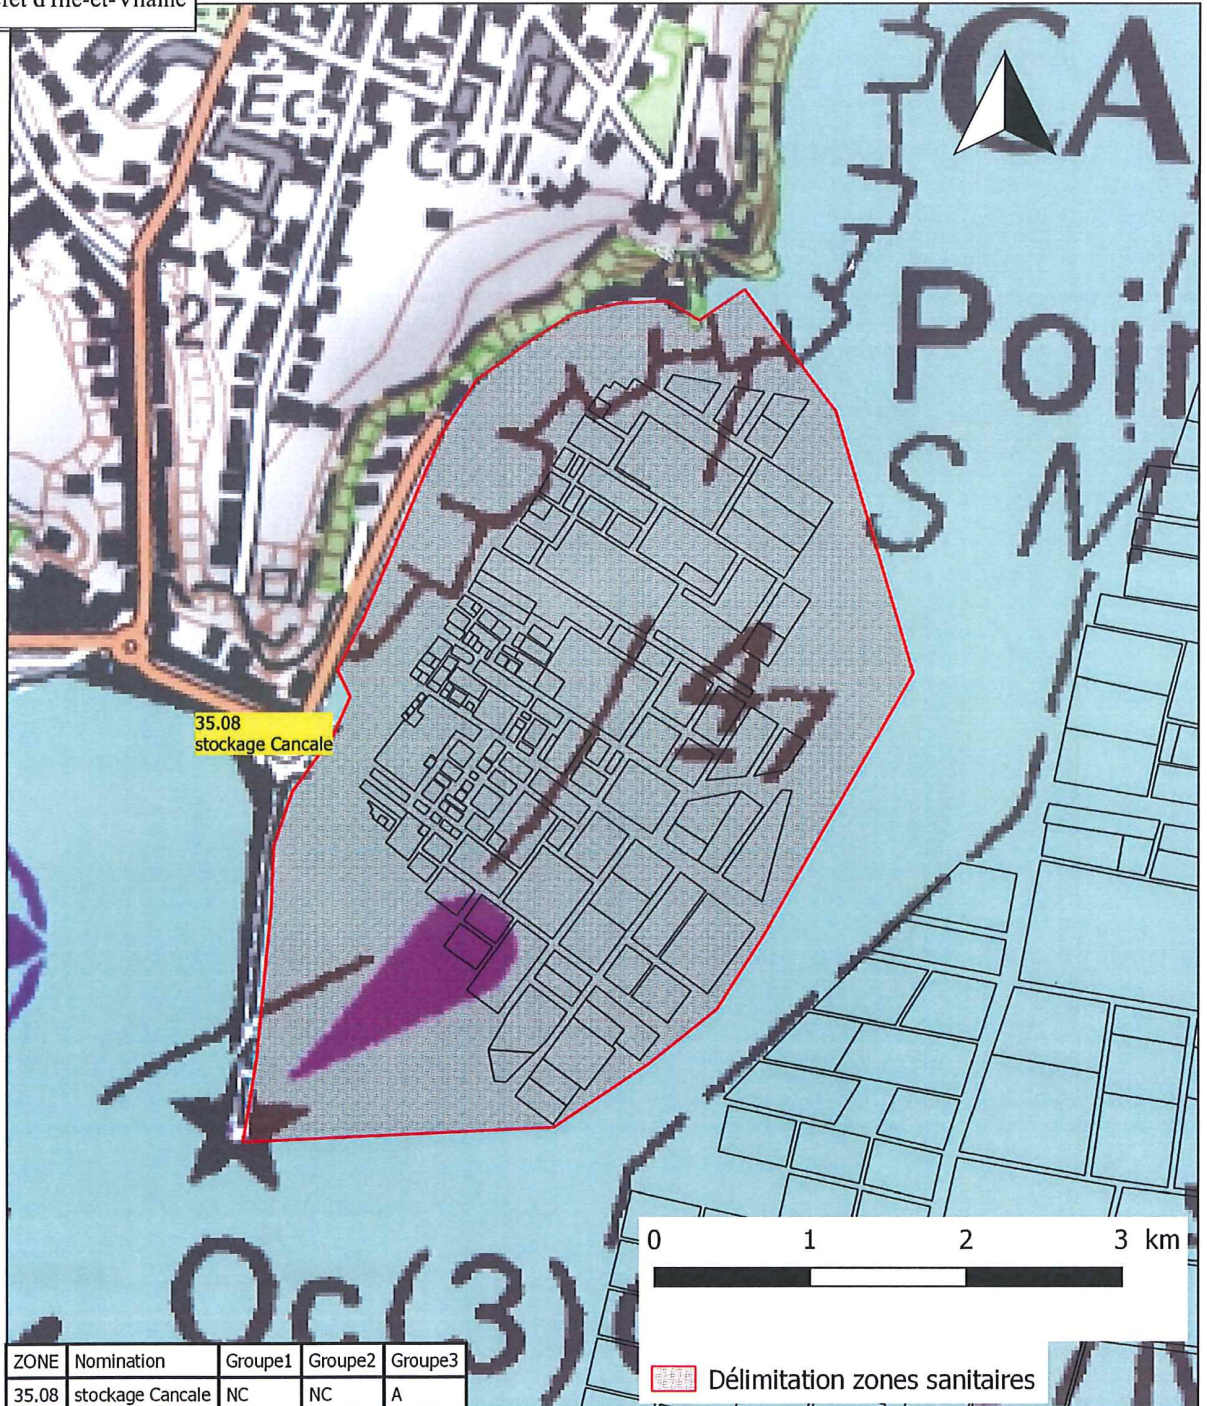 d'Ille-et-Vilaine
CA
Éc.
Coll.
27
Poi
S M
35.08
stockage Cancale
Oc(3)
0 1 2 3 km
ZONE Nomination Groupe1 Groupe2 Groupe3
35.08 stockage Cancale NC NC A
Délimitation zones sanitaires